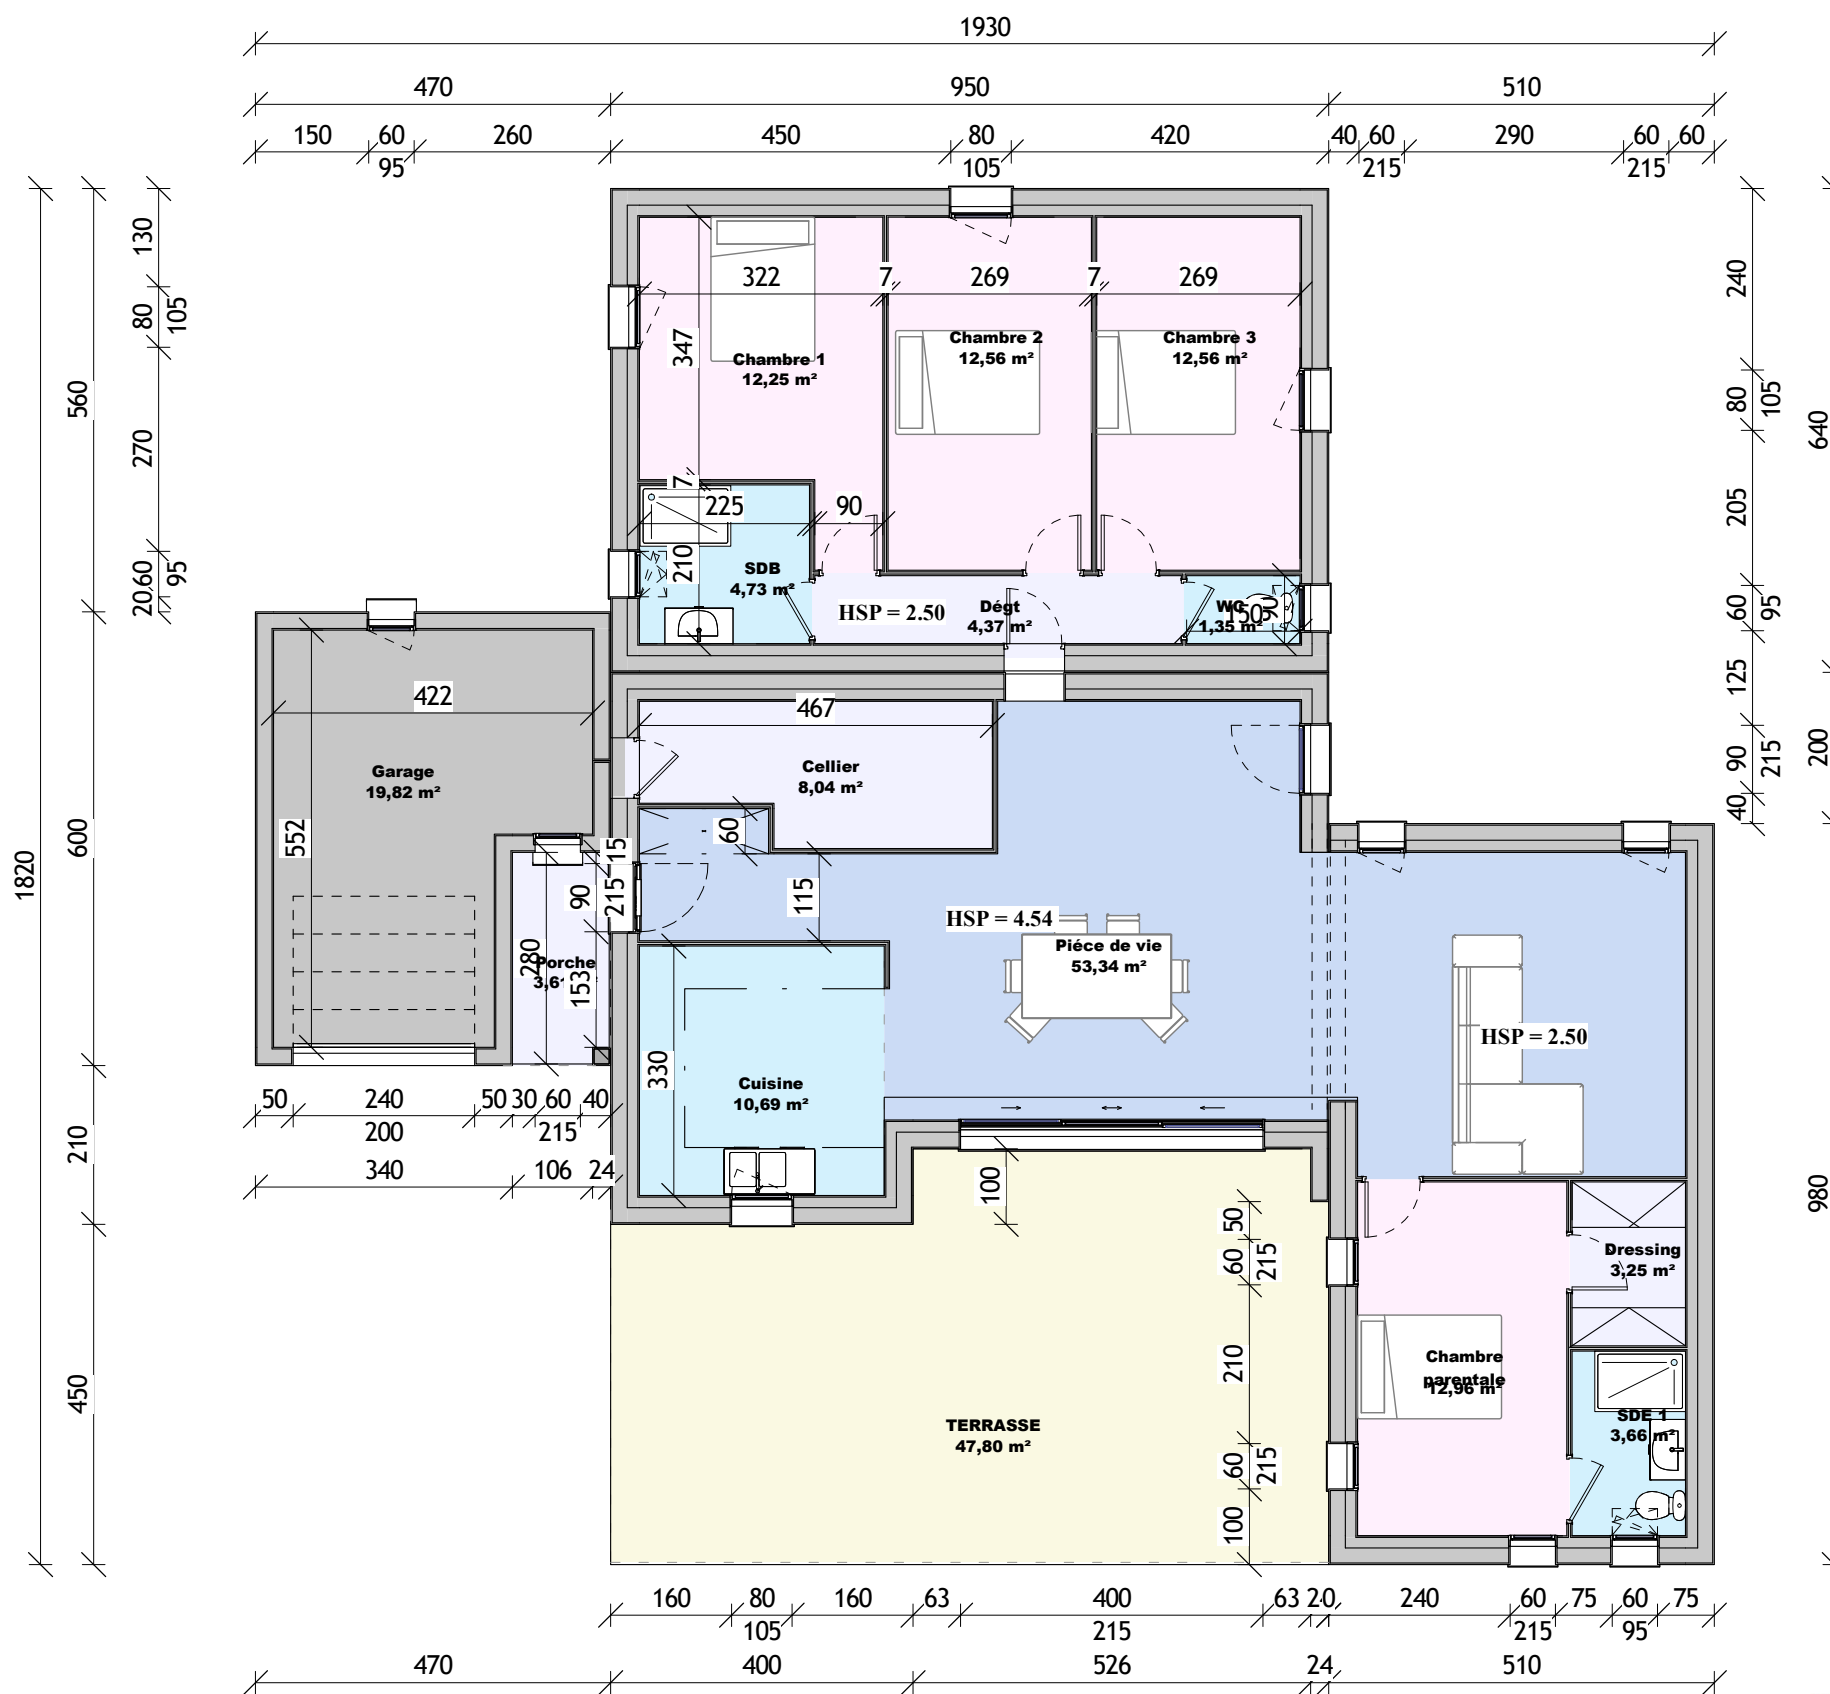 1930
470 950 510
150 60 260 450 80 420 40 60 290 60 60
95 105 215 215
1820
560 600 210 450
130 80 270 60 20
105 95
240 80 205 60 125 90 40
105 95 215
640 200 980
322 7 269 7 269
347
Chambre 1
12,25 m²
Chambre 2
12,56 m²
Chambre 3
12,56 m²
7
225 90
210
SDB
4,73 m²
HSP = 2.50
Dégt
4,37 m²
WC
1,35 m²
150
90
422
467
Garage
19,82 m²
552
Cellier
8,04 m²
60
15
215
90
115
280
153
Porche
HSP = 4.54
Piéce de vie
53,34 m²
HSP = 2.50
330
Cuisine
10,69 m²
50 240 50 30 60 40
200 215
340 106 24
100
50
60 215
210
60 215
100
Dressing
3,25 m²
Chambre
parentale
12,96 m²
SDE 1
3,66 m²
TERRASSE
47,80 m²
160 80 160 63 400 63 20 240 60 75 60 75
105 215 215 95
470 400 526 24 510